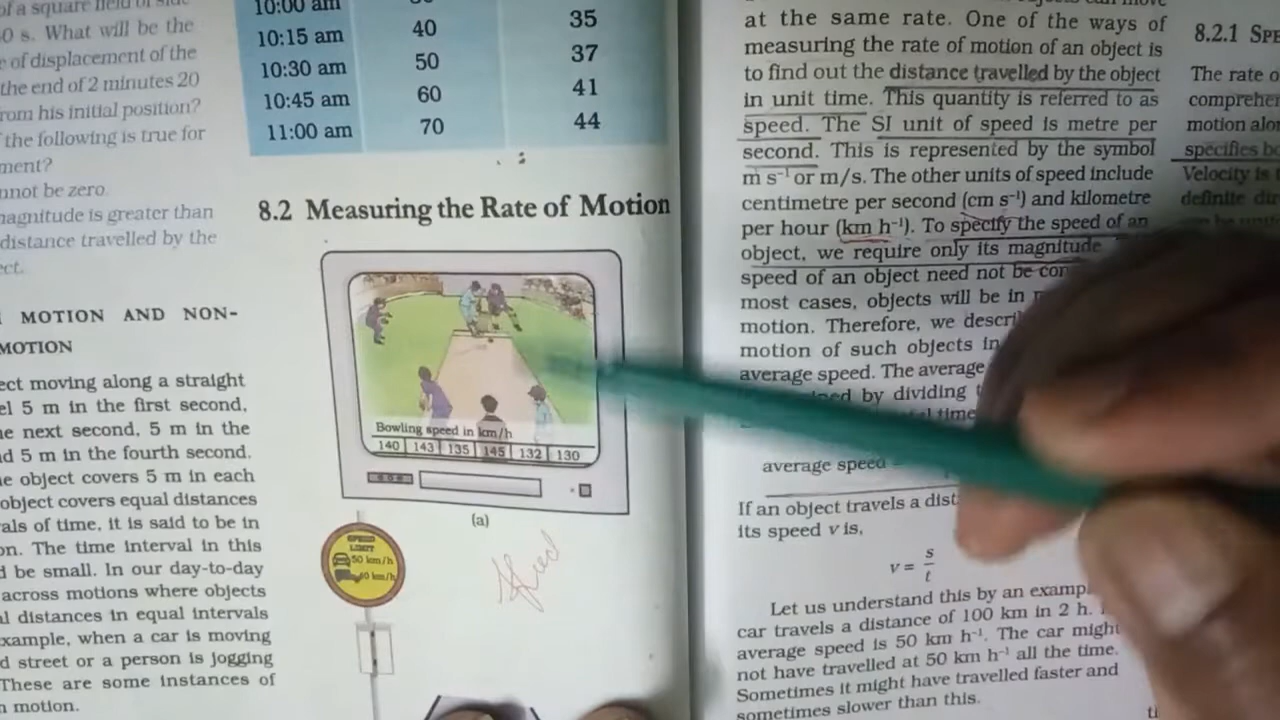 of a square field of side
0 s. What will be the
e of displacement of the
the end of 2 minutes 20
rom his initial position?
the following is true for
ment?
nnot be zero.
nagnitude is greater than
distance travelled by the
ect.
MOTION AND NON-
MOTION
ect moving along a straight
el 5 m in the first second,
ne next second, 5 m in the
nd 5 m in the fourth second.
ne object covers 5 m in each
object covers equal distances
vals of time, it is said to be in
on. The time interval in this
d be small. In our day-to-day
across motions where objects
al distances in equal intervals
xample, when a car is moving
d street or a person is jogging
These are some instances of
n motion.
10:00 am
10:15 am 40 35
10:30 am 50 37
10:45 am 60 41
11:00 am 70 44
8.2 Measuring the Rate of Motion
Bowling speed in km/h
140 143 135 145 132 130
(a)
SPEED
LIMIT
50 km/h
40 km/h
at the same rate. One of the ways of
measuring the rate of motion of an object is
to find out the distance travelled by the object
in unit time. This quantity is referred to as
speed. The SI unit of speed is metre per
second. This is represented by the symbol
m s⁻¹ or m/s. The other units of speed include
centimetre per second (cm s⁻¹) and kilometre
per hour (km h⁻¹). To specify the speed of an
object, we require only its magnitude
speed of an object need not be con
most cases, objects will be in
motion. Therefore, we descri
motion of such objects in
average speed. The average
by dividing
time
average speed
If an object travels a dist
its speed v is,
v = s/t
Let us understand this by an examp
car travels a distance of 100 km in 2 h.
average speed is 50 km h⁻¹. The car might
not have travelled at 50 km h⁻¹ all the time.
Sometimes it might have travelled faster and
sometimes slower than this.
8.2.1 SPE
The rate o
comprehen
motion alon
specifies
Velocity is
definite dir
ti